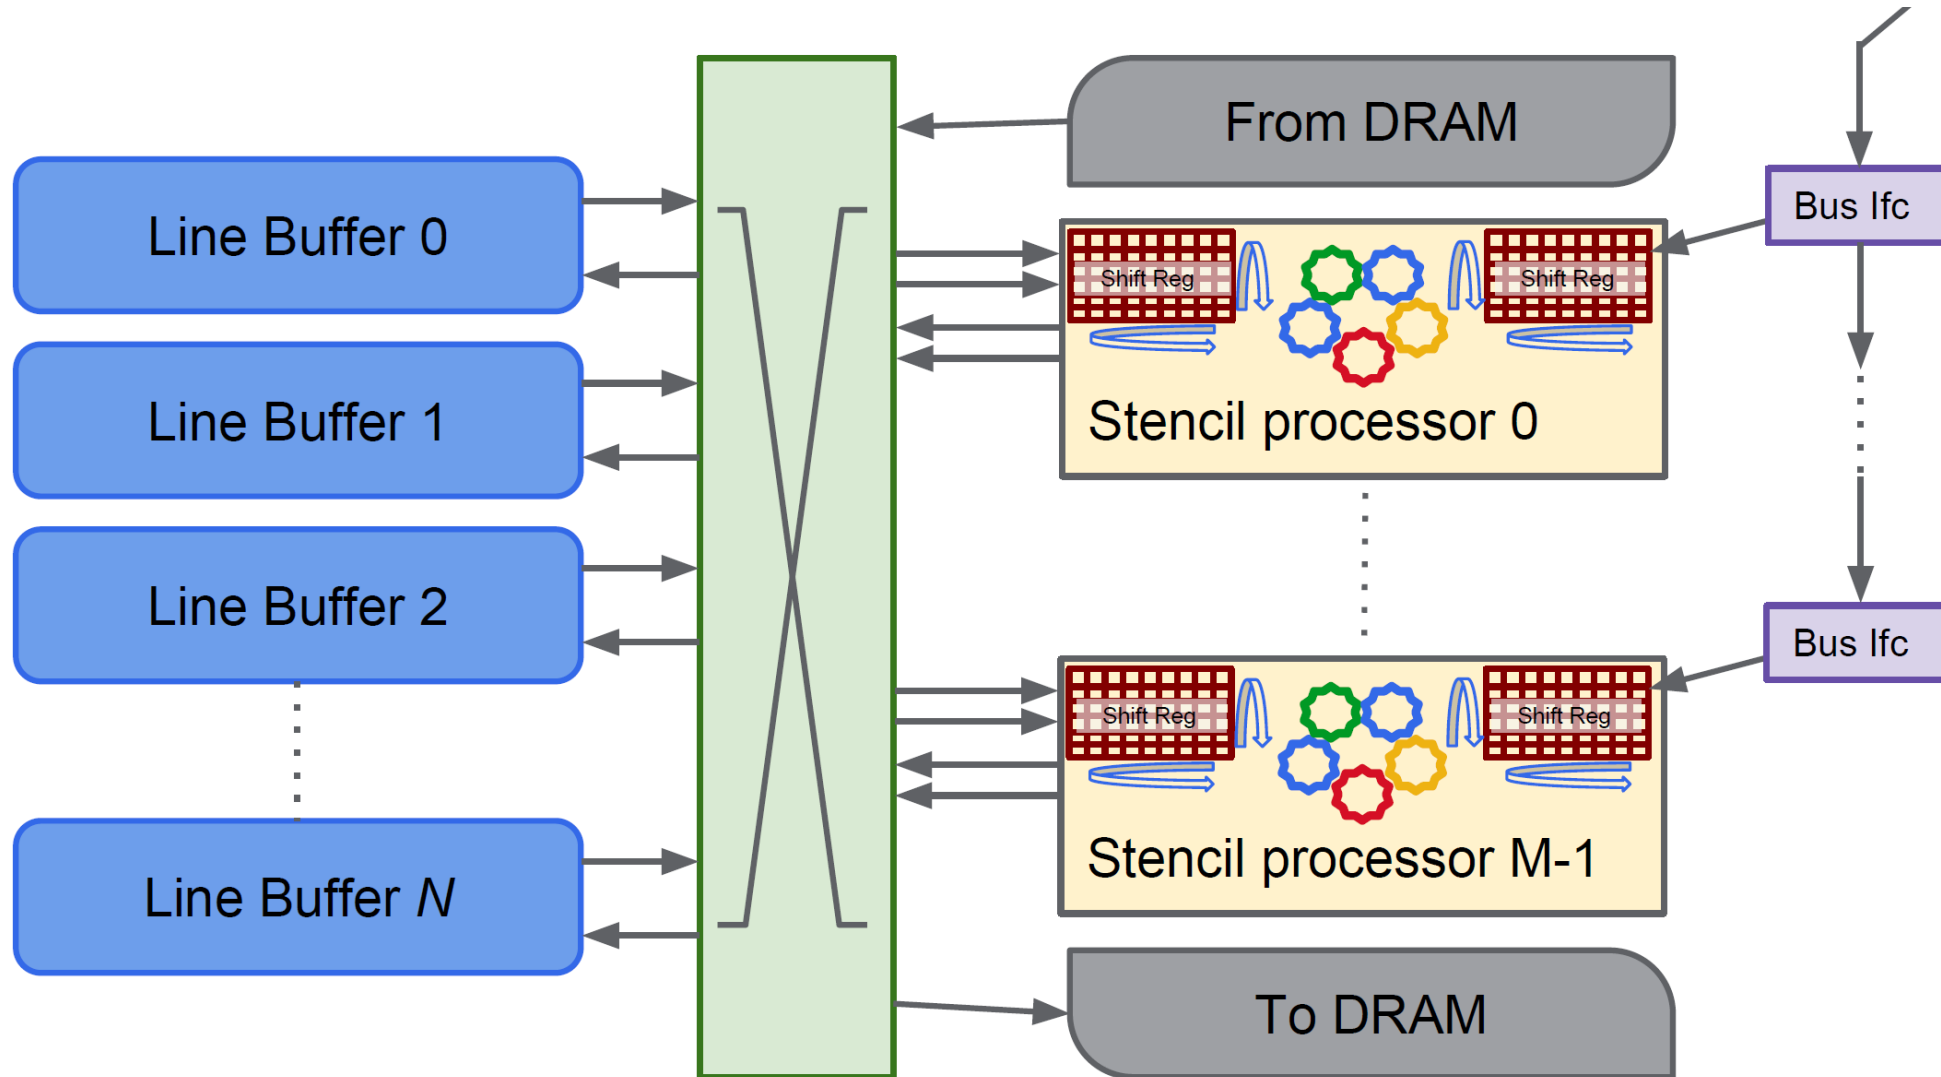 From DRAM
Line Buffer 0
Bus Ifc
Shift Reg
Shift Reg
Stencil processor 0
Line Buffer 1
Line Buffer 2
Bus Ifc
Shift Reg
Shift Reg
Stencil processor M-1
Line Buffer N
To DRAM